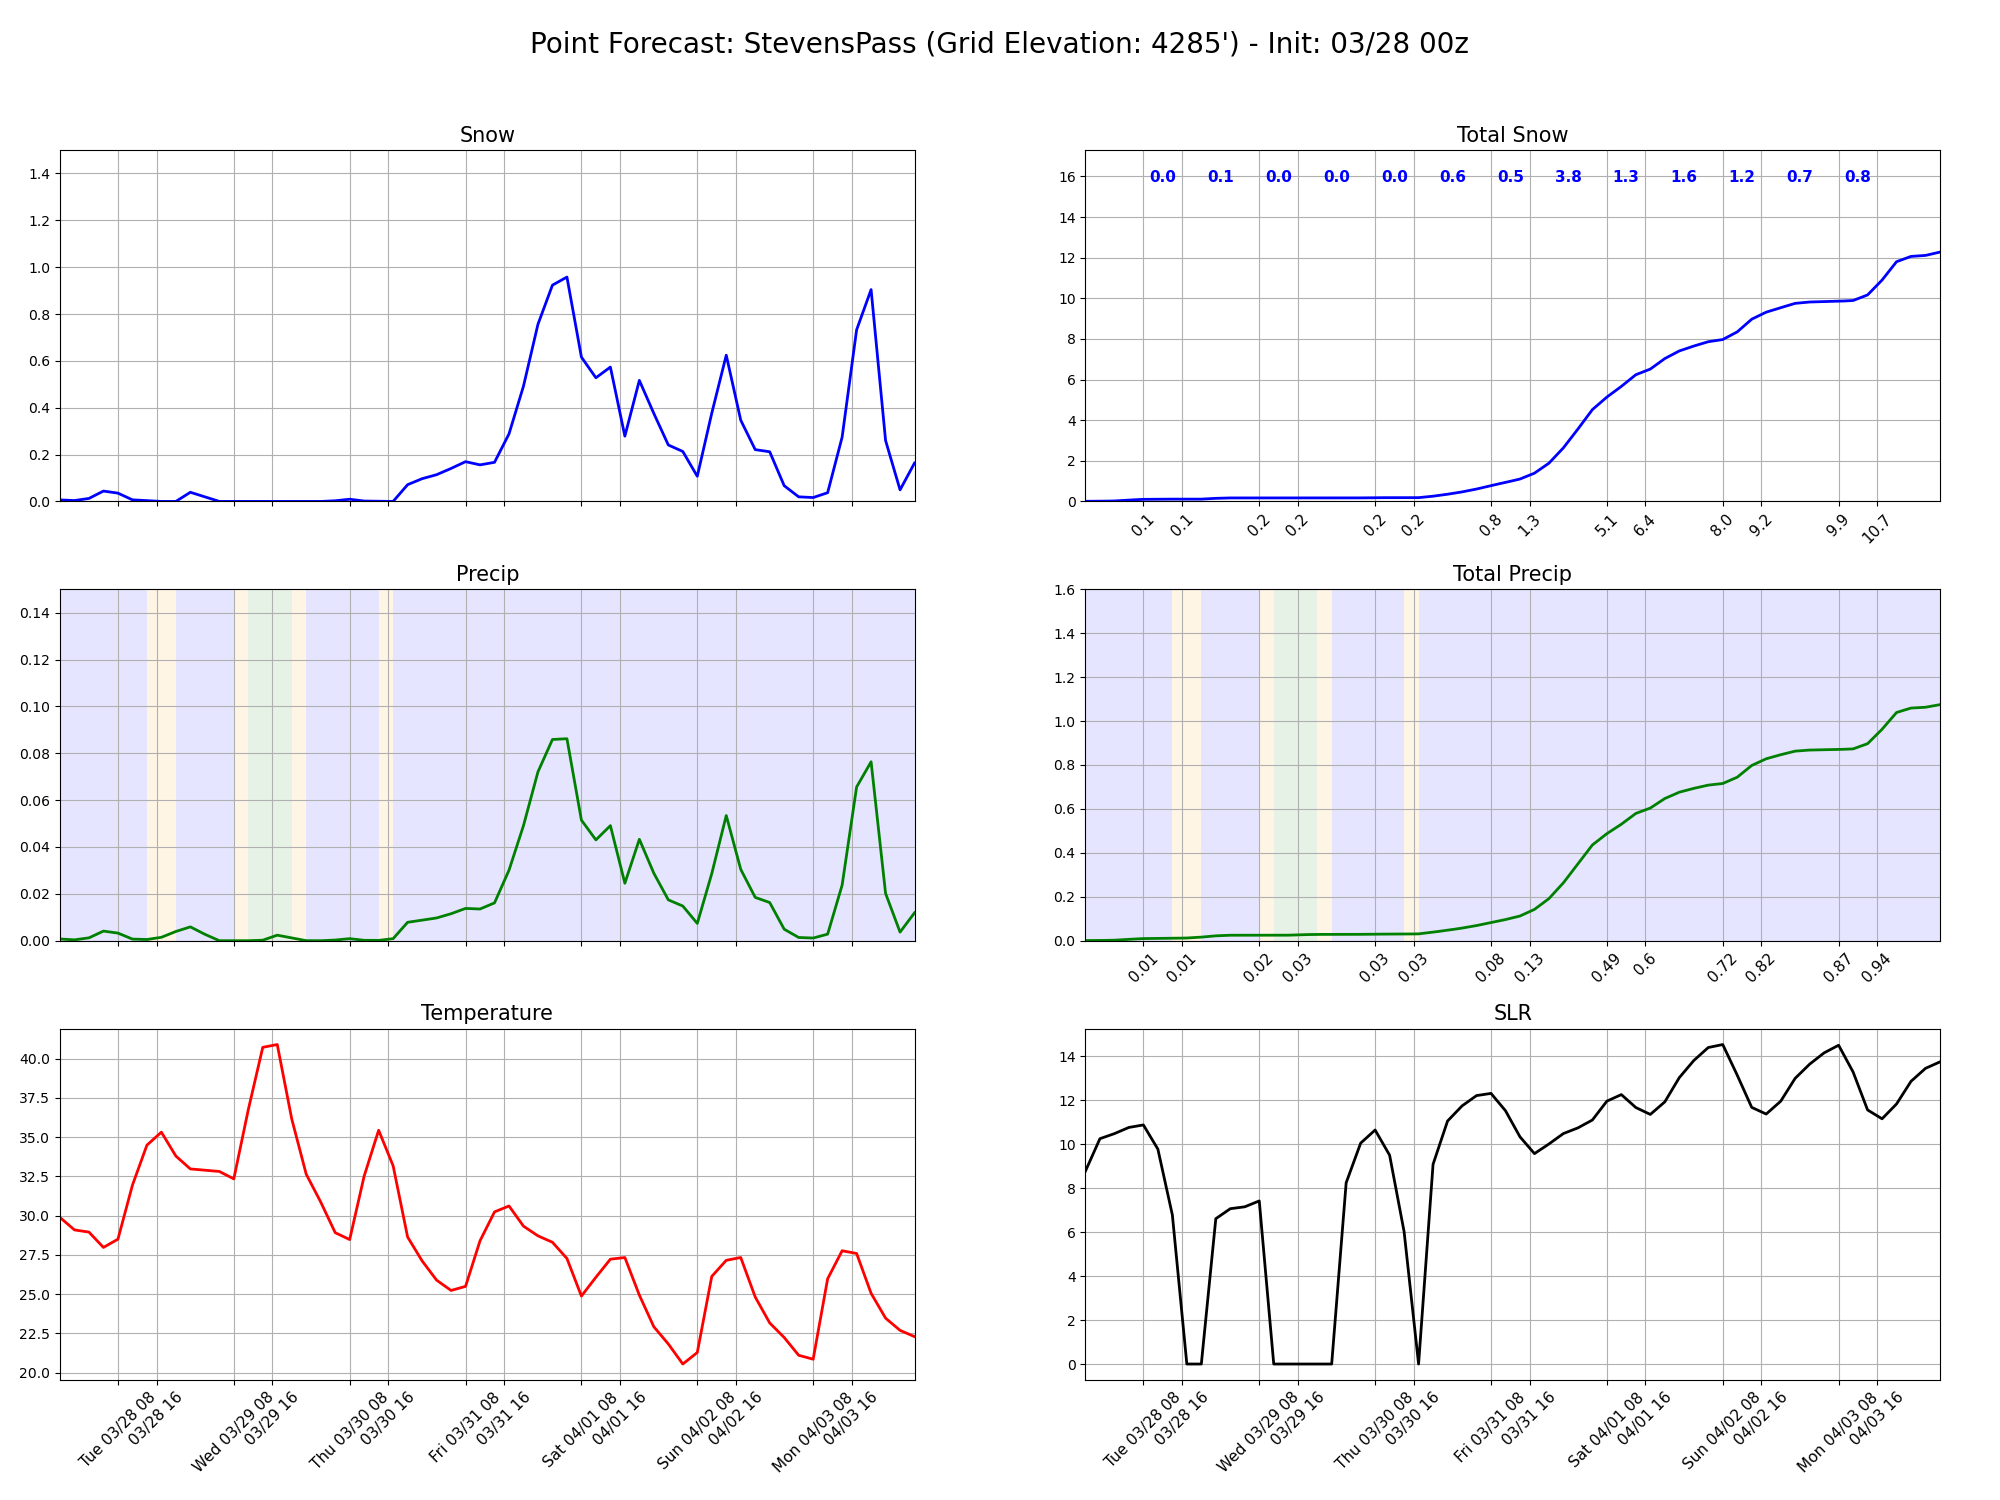 Point Forecast: StevensPass (Grid Elevation: 4285') - Init: 03/28 00z
Snow
1.4
1.2
1.0
0.8
0.6
0.4
0.2
0.0
Total Snow
16
14
12
10
8
6
4
2
0
0.0 0.1 0.0 0.0 0.0 0.6 0.5 3.8 1.3 1.6 1.2 0.7 0.8
0.1 0.1 0.2 0.2 0.2 0.2 0.8 1.3 5.1 6.4 8.0 9.2 9.9 10.7
Precip
0.14
0.12
0.10
0.08
0.06
0.04
0.02
0.00
Total Precip
1.6
1.4
1.2
1.0
0.8
0.6
0.4
0.2
0.0
0.01 0.01 0.02 0.03 0.03 0.03 0.08 0.13 0.49 0.6 0.72 0.82 0.87 0.94
Temperature
40.0
37.5
35.0
32.5
30.0
27.5
25.0
22.5
20.0
Tue 03/28 08
03/28 16
Wed 03/29 08
03/29 16
Thu 03/30 08
03/30 16
Fri 03/31 08
03/31 16
Sat 04/01 08
04/01 16
Sun 04/02 08
04/02 16
Mon 04/03 08
04/03 16
SLR
14
12
10
8
6
4
2
0
Tue 03/28 08
03/28 16
Wed 03/29 08
03/29 16
Thu 03/30 08
03/30 16
Fri 03/31 08
03/31 16
Sat 04/01 08
04/01 16
Sun 04/02 08
04/02 16
Mon 04/03 08
04/03 16